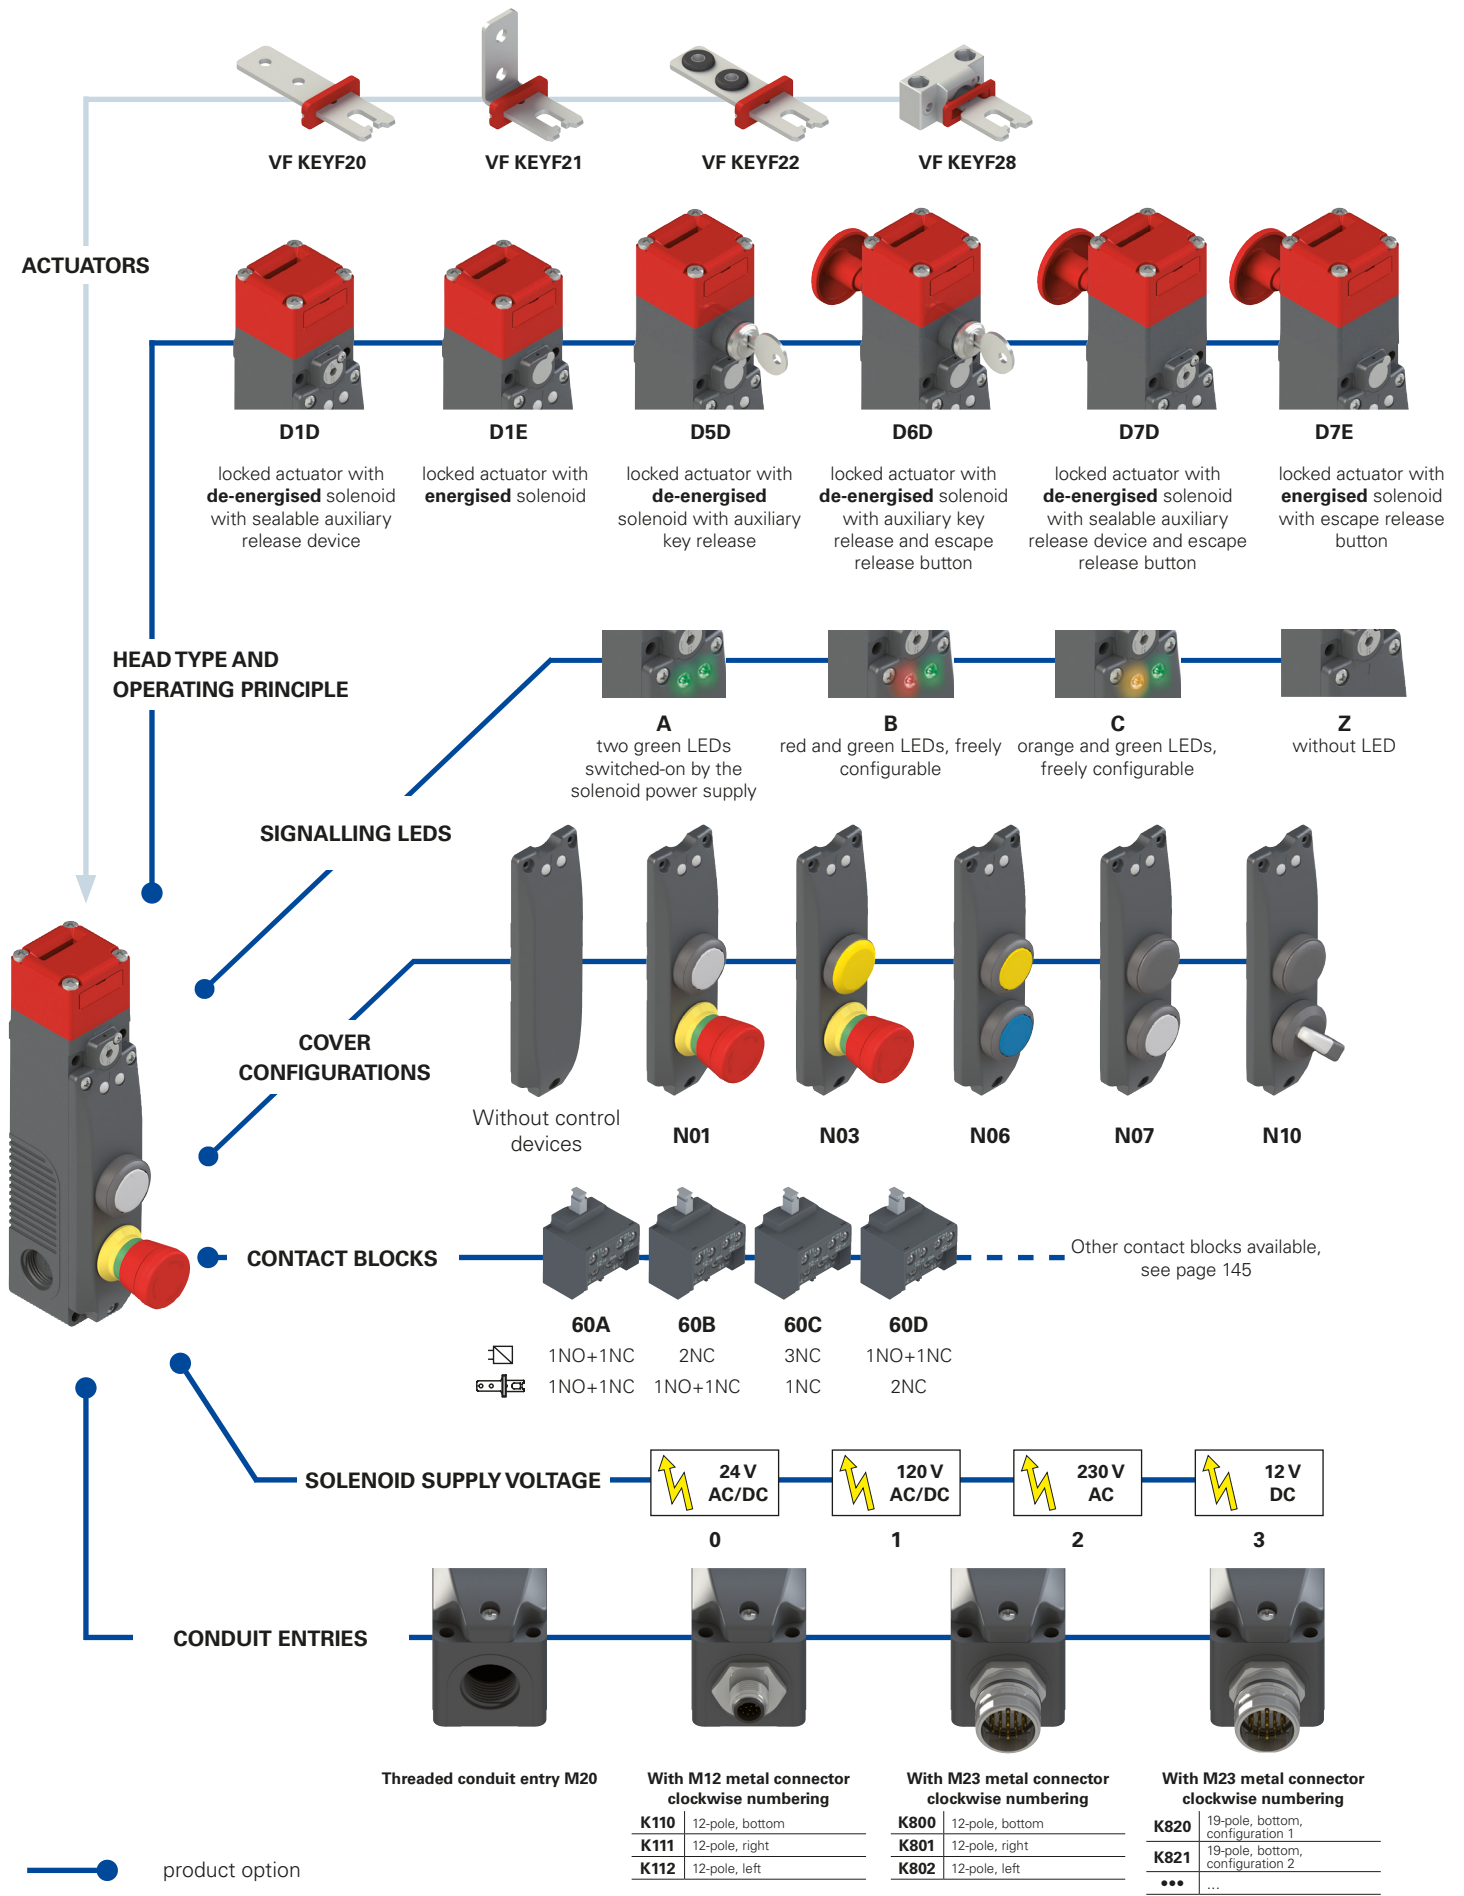 VF KEYF20
VF KEYF21
VF KEYF22
VF KEYF28
ACTUATORS
D1D
locked actuator with
de-energised solenoid
with sealable auxiliary
release device
D1E
locked actuator with
energised solenoid
D5D
locked actuator with
de-energised
solenoid with auxiliary
key release
D6D
locked actuator with
de-energised solenoid
with auxiliary key
release and escape
release button
D7D
locked actuator with
de-energised solenoid
with sealable auxiliary
release device and escape
release button
D7E
locked actuator with
energised solenoid
with escape release
button
HEAD TYPE AND
OPERATING PRINCIPLE
A
two green LEDs
switched-on by the
solenoid power supply
B
red and green LEDs, freely
configurable
C
orange and green LEDs,
freely configurable
Z
without LED
SIGNALLING LEDS
COVER
CONFIGURATIONS
Without control
devices
N01
N03
N06
N07
N10
CONTACT BLOCKS
Other contact blocks available,
see page 145
60A
60B
60C
60D
1NO+1NC
2NC
3NC
1NO+1NC
1NO+1NC
1NO+1NC
1NC
2NC
SOLENOID SUPPLY VOLTAGE
24 V
AC/DC
120 V
AC/DC
230 V
AC
12 V
DC
0
1
2
3
CONDUIT ENTRIES
Threaded conduit entry M20
With M12 metal connector
clockwise numbering
K110 12-pole, bottom
K111 12-pole, right
K112 12-pole, left
With M23 metal connector
clockwise numbering
K800 12-pole, bottom
K801 12-pole, right
K802 12-pole, left
With M23 metal connector
clockwise numbering
K820 19-pole, bottom,
configuration 1
K821 19-pole, bottom,
configuration 2
••• ...
product option